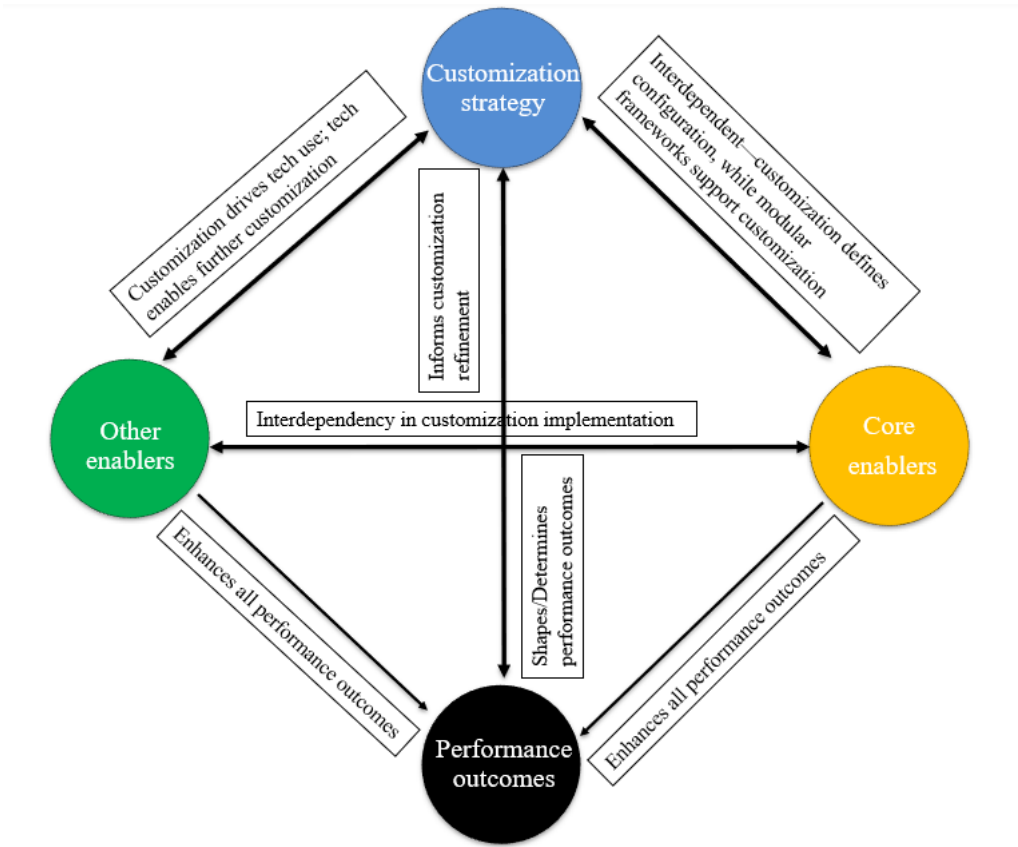 Customization
strategy
Customization drives tech use; tech
enables further customization
Interdependent—customization defines
configuration, while modular
frameworks support customization
Informs customization
refinement
Interdependency in customization implementation
Other
enablers
Core
enablers
Shapes/Determines
performance outcomes
Enhances all performance outcomes
Enhances all performance outcomes
Performance
outcomes